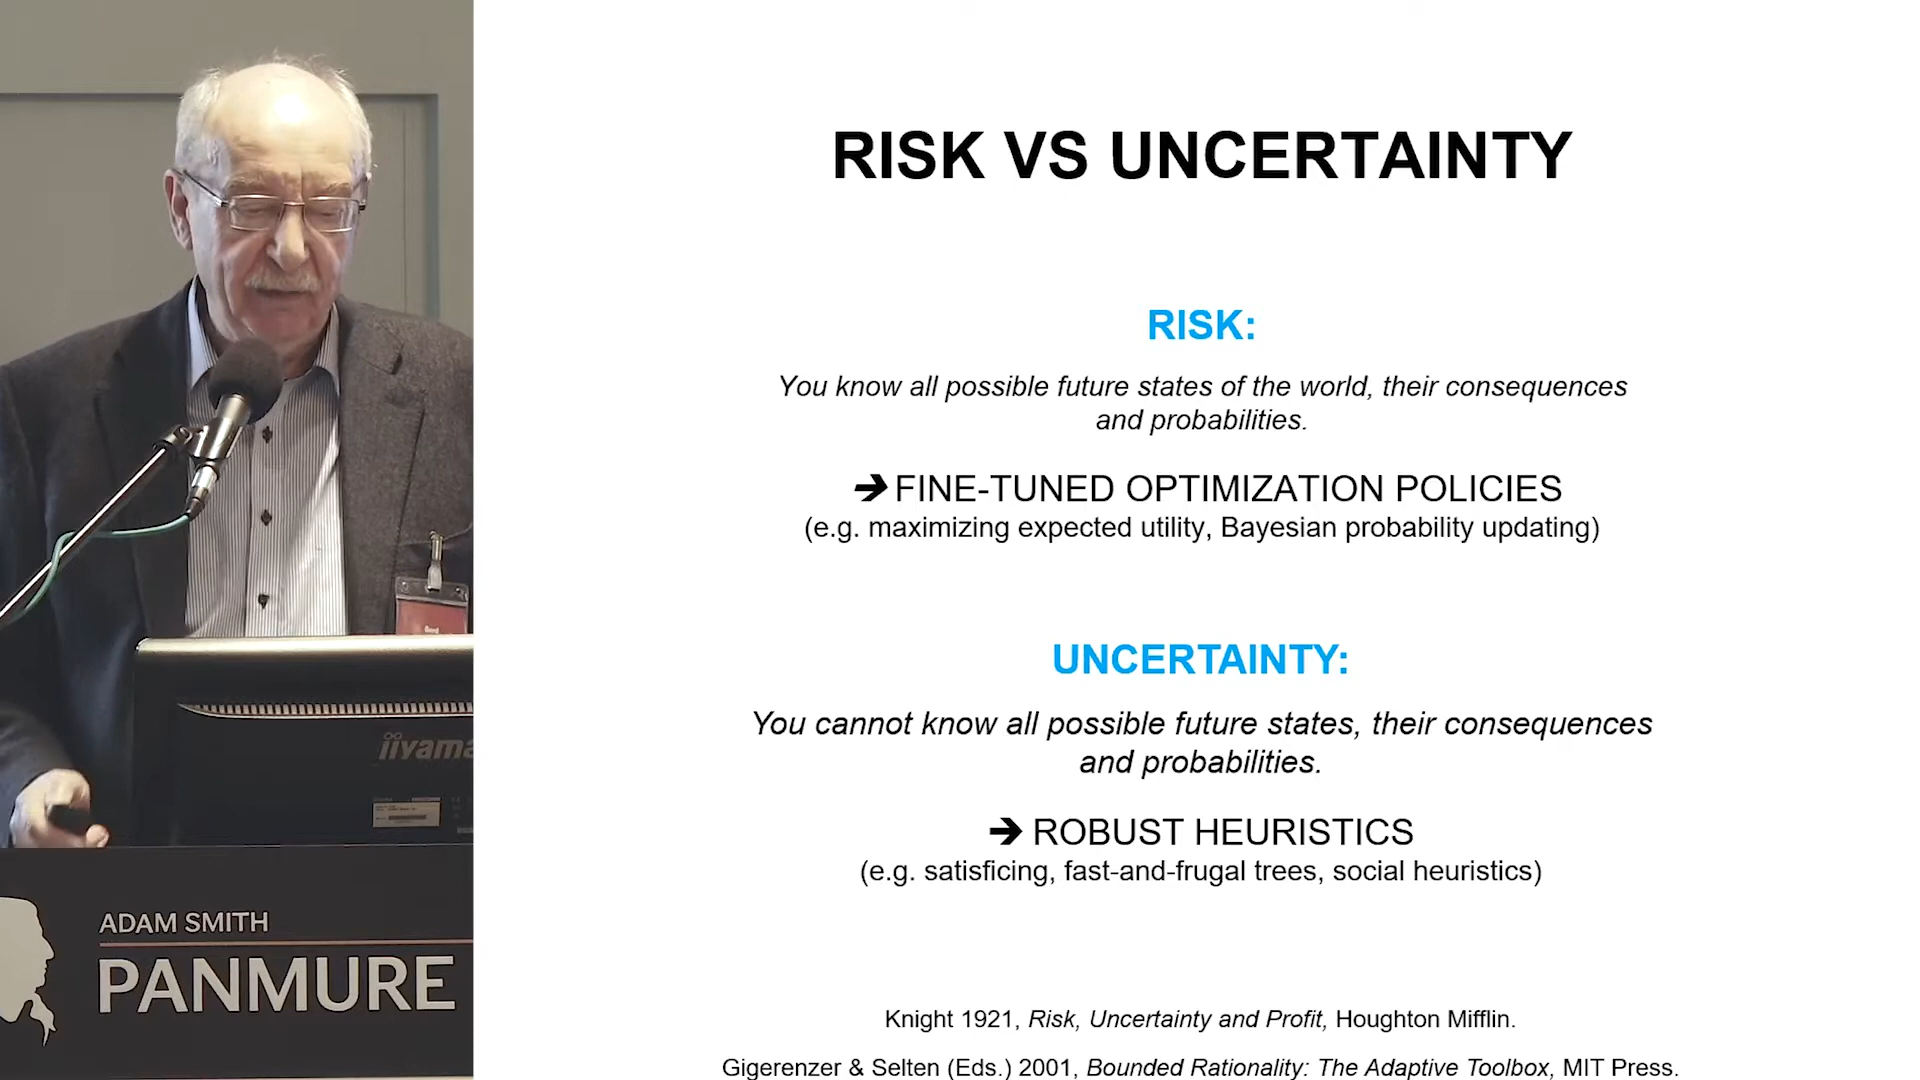 RISK VS UNCERTAINTY
RISK:
You know all possible future states of the world, their consequences
and probabilities.
➔ FINE-TUNED OPTIMIZATION POLICIES
(e.g. maximizing expected utility, Bayesian probability updating)
UNCERTAINTY:
You cannot know all possible future states, their consequences
and probabilities.
➔ ROBUST HEURISTICS
(e.g. satisficing, fast-and-frugal trees, social heuristics)
Knight 1921, Risk, Uncertainty and Profit, Houghton Mifflin.
Gigerenzer & Selten (Eds.) 2001, Bounded Rationality: The Adaptive Toolbox, MIT Press.
Gerd
iiyama
ADAM SMITH
PANMURE